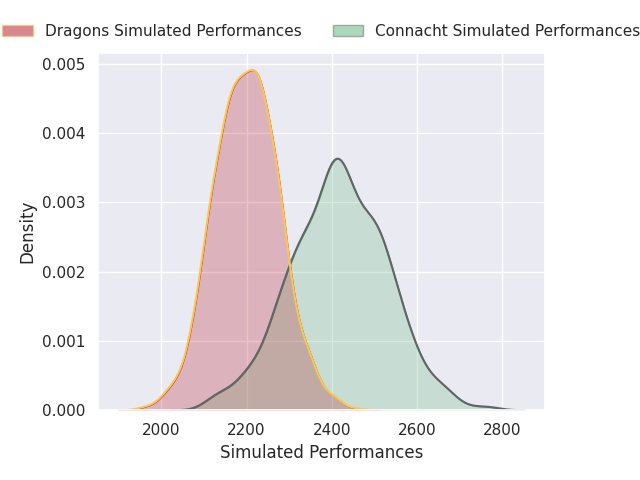 Dragons Simulated Performances
Connacht Simulated Performances
0.005
0.004
0.003
0.002
0.001
0.000
Density
2000
2200
2400
2600
2800
Simulated Performances